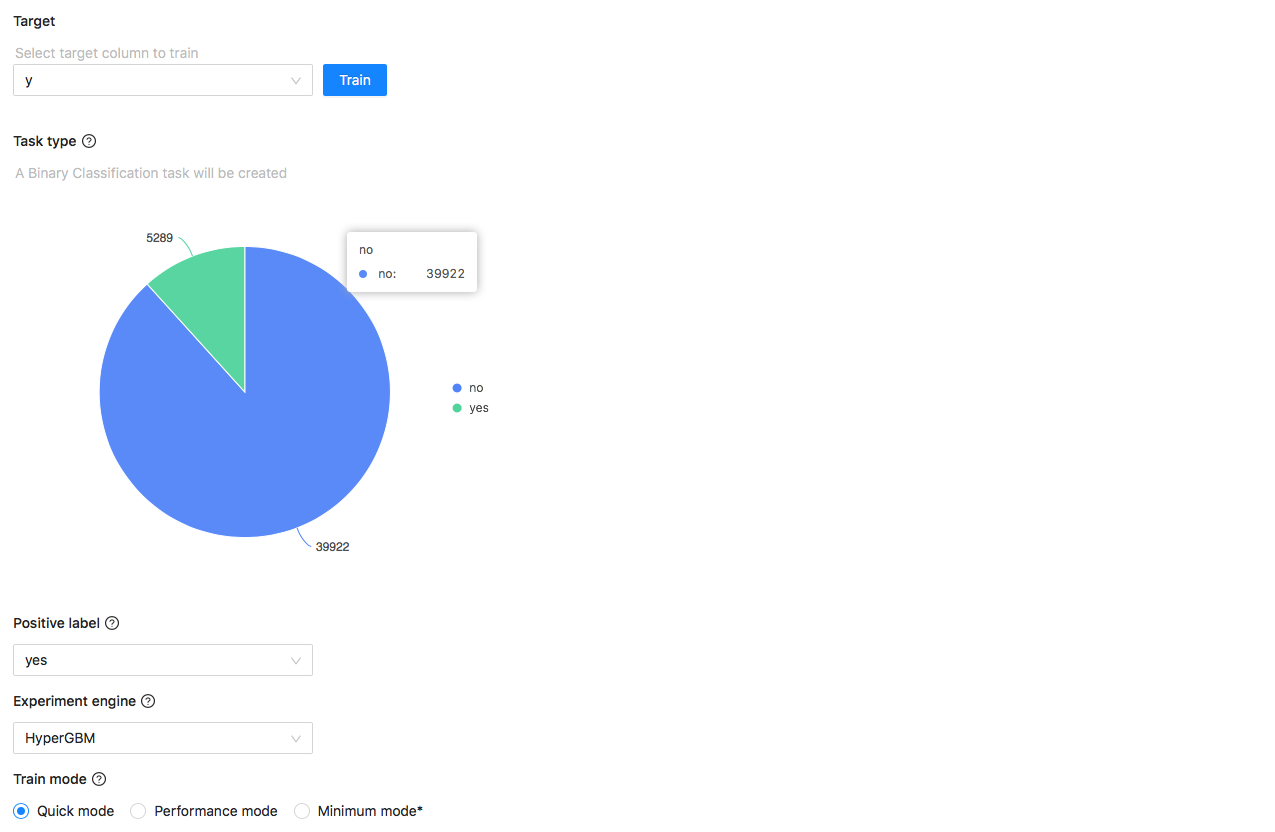 Target
Select target column to train
y
Train
Task type ?
A Binary Classification task will be created
5289
no
no: 39922
no
yes
39922
Positive label ?
yes
Experiment engine ?
HyperGBM
Train mode ?
Quick mode Performance mode Minimum mode*